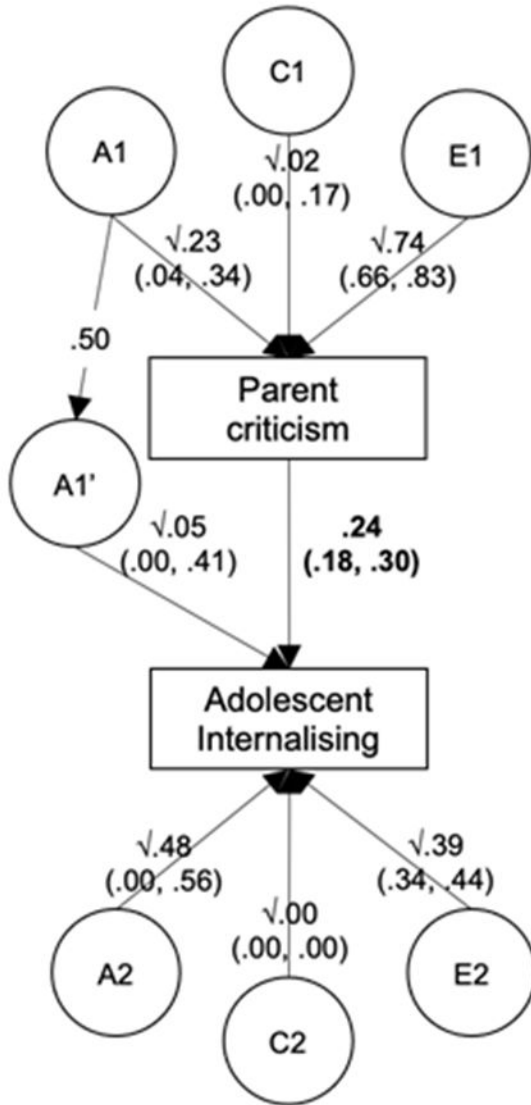 C1
A1
E1
√.02
(.00, .17)
√.23
(.04, .34)
√.74
(.66, .83)
.50
Parent
criticism
A1’
√.05
(.00, .41)
.24
(.18, .30)
Adolescent
Internalising
√.48
(.00, .56)
√.00
(.00, .00)
√.39
(.34, .44)
A2
C2
E2